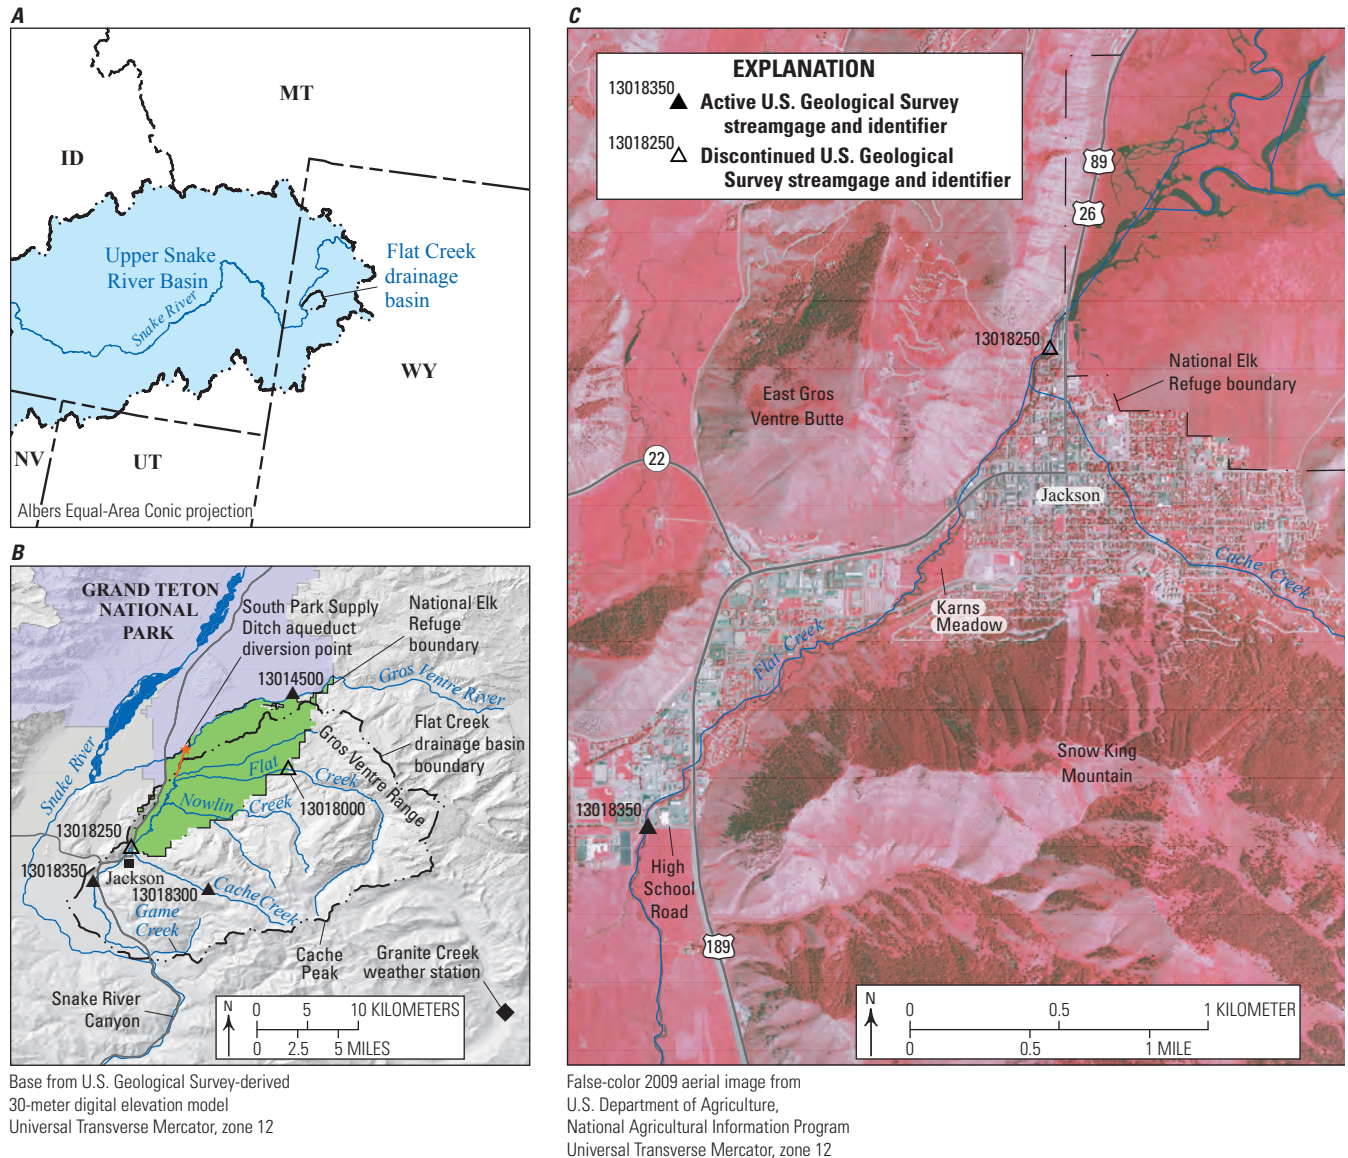 A
MT
ID
Upper Snake
River Basin
Snake River
Flat Creek
drainage
basin
WY
NV
UT
Albers Equal-Area Conic projection
B
GRAND TETON
NATIONAL
PARK
South Park Supply
Ditch aqueduct
diversion point
National Elk
Refuge
boundary
13014500
Gros Ventre River
Flat Creek
drainage basin
boundary
Gros Ventre Range
Snake River
Flat Creek
13018000
Nowlin Creek
13018250
13018350
Jackson
13018300
Cache Creek
Game
Creek
Cache
Peak
Granite Creek
weather station
Snake River
Canyon
N
0 5 10 KILOMETERS
0 2.5 5 MILES
Base from U.S. Geological Survey-derived
30-meter digital elevation model
Universal Transverse Mercator, zone 12
C
EXPLANATION
13018350
Active U.S. Geological Survey
streamgage and identifier
13018250
Discontinued U.S. Geological
Survey streamgage and identifier
89
26
13018250
National Elk
Refuge boundary
East Gros
Ventre Butte
22
Jackson
Cache Creek
Karns
Meadow
Flat Creek
Snow King
Mountain
13018350
High
School
Road
189
N
0 0.5 1 KILOMETER
0 0.5 1 MILE
False-color 2009 aerial image from
U.S. Department of Agriculture,
National Agricultural Information Program
Universal Transverse Mercator, zone 12